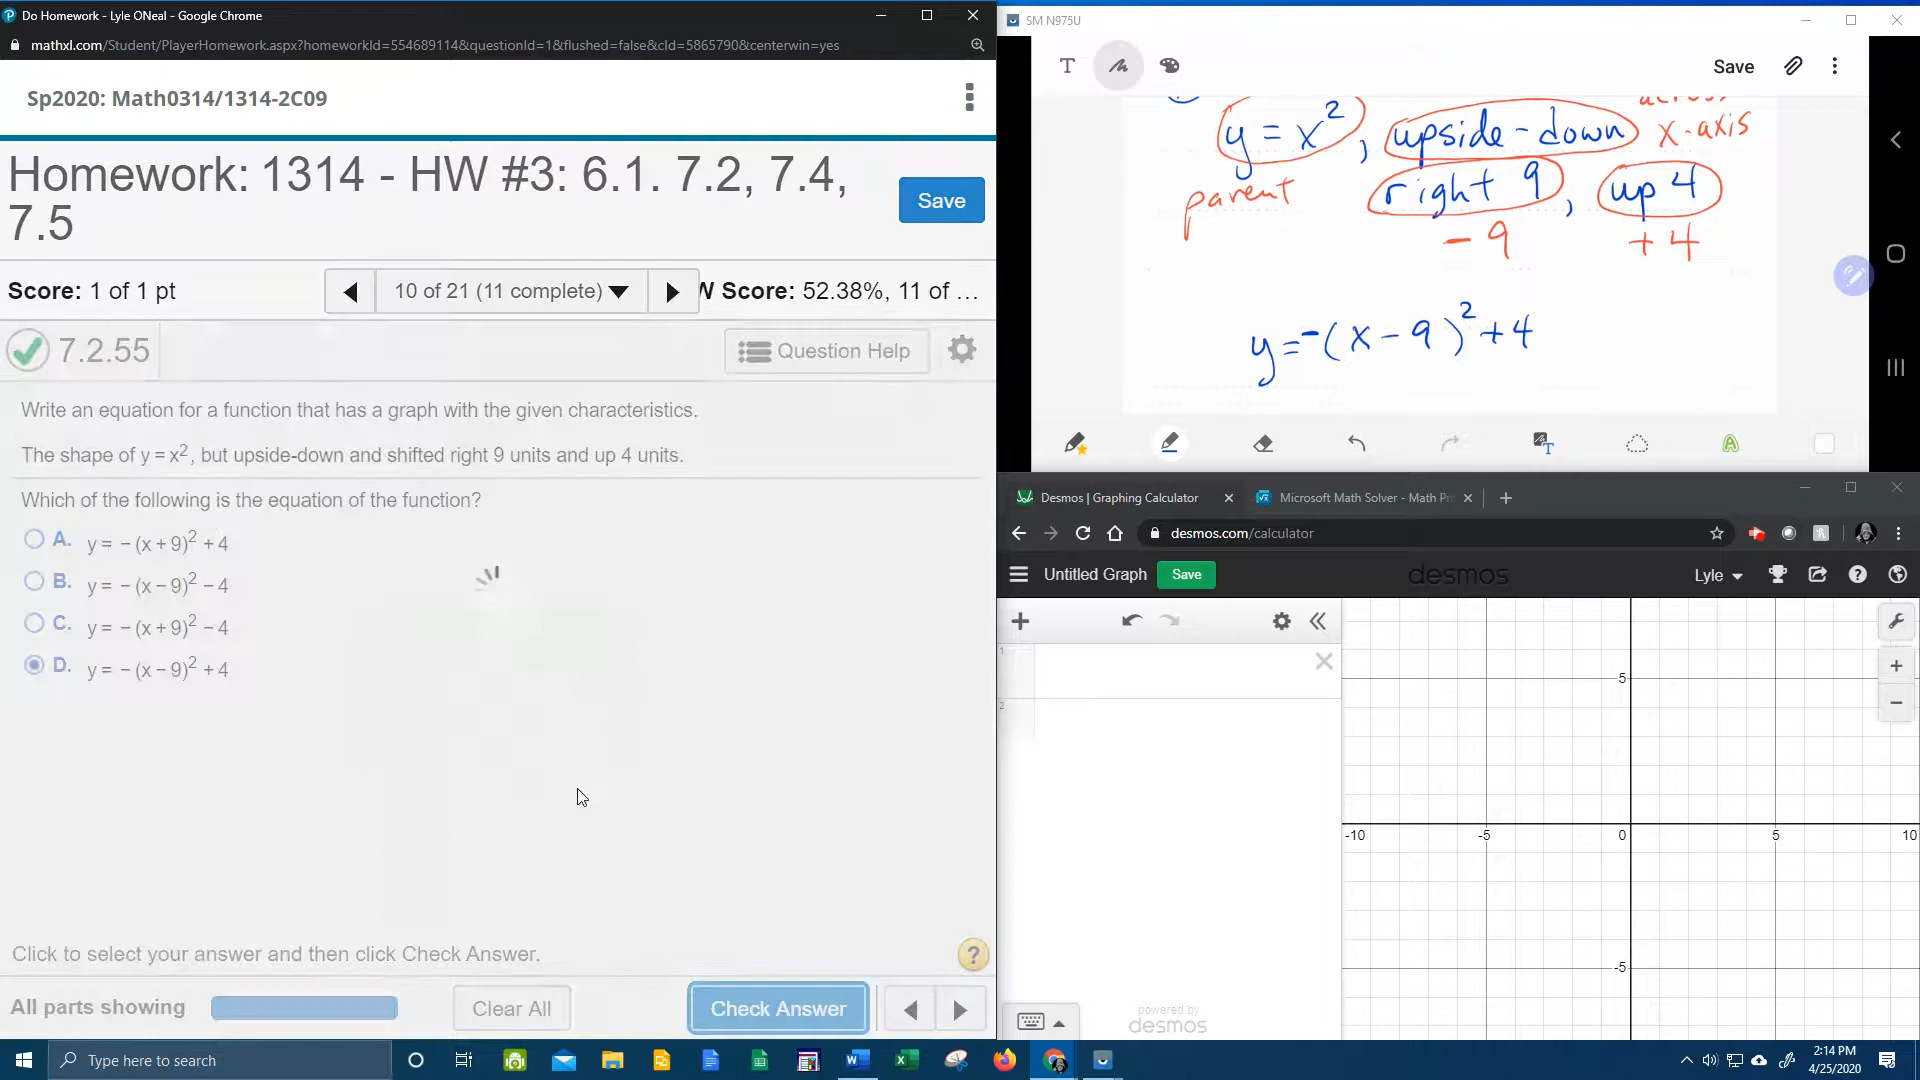 Do Homework - Lyle ONeal - Google Chrome
mathxl.com/Student/PlayerHomework.aspx?homeworkId=554689114&questionId=1&flushed=false&cId=5865790&centerwin=yes
Sp2020: Math0314/1314-2C09
Homework: 1314 - HW #3: 6.1. 7.2, 7.4,
7.5
Save
Score: 1 of 1 pt
10 of 21 (11 complete)
W Score: 52.38%, 11 of ...
7.2.55
Question Help
Write an equation for a function that has a graph with the given characteristics.
The shape of y = x², but upside-down and shifted right 9 units and up 4 units.
Which of the following is the equation of the function?
A. y = −(x+9)² + 4
B. y = −(x−9)² − 4
C. y = −(x+9)² − 4
D. y = −(x−9)² + 4
Click to select your answer and then click Check Answer.
?
All parts showing
Clear All
Check Answer
SM N975U
T
Save
across
y = x², upside-down x-axis
parent right 9, up 4
−9 +4
y = −(x−9)² + 4
T
A
Desmos | Graphing Calculator
Microsoft Math Solver - Math Pr
desmos.com/calculator
Untitled Graph
Save
desmos
Lyle
?
1
2
5
-10
-5
0
5
10
-5
powered by
desmos
Type here to search
2:14 PM
4/25/2020